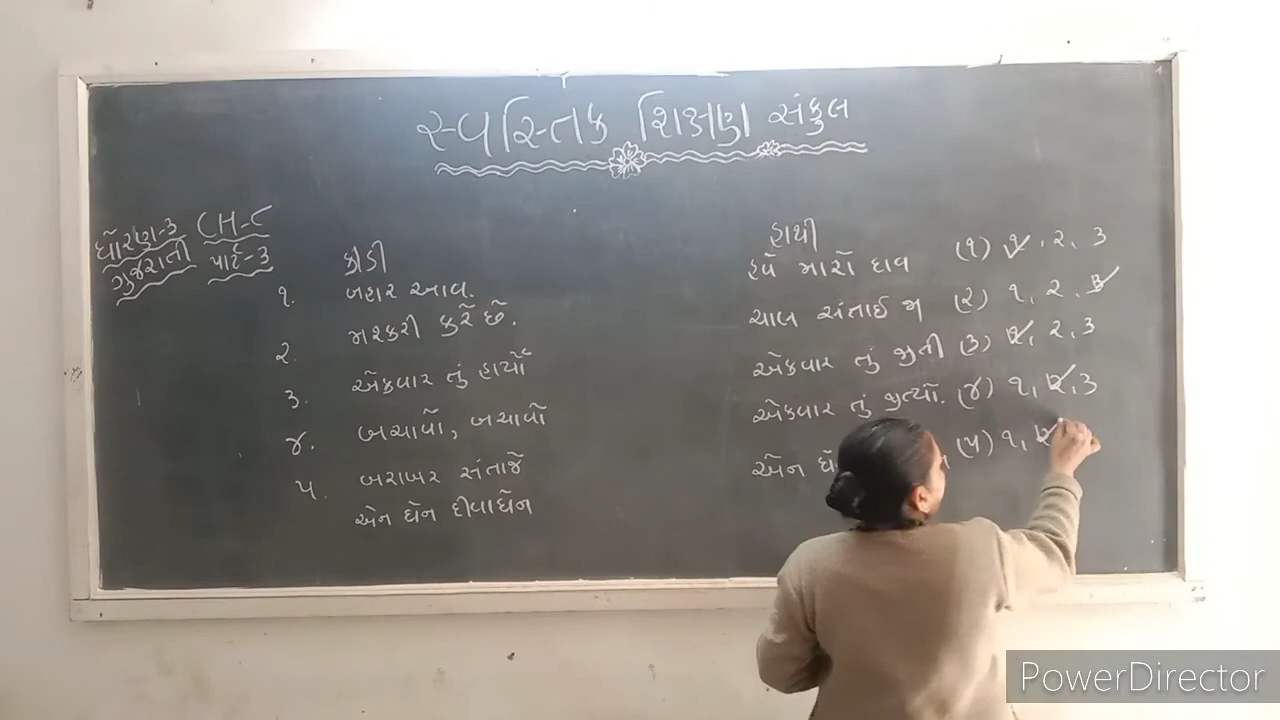 સ્વસ્તિક શિક્ષણ સંકુલ
ધોરણ-૩ CH-૮
ગુજરાતી પાર્ટ-૩
કીડી
૧. બહાર આવ.
૨. મશ્કરી કરે છે.
૩. એકવાર તું હાર્યો
૪. બચાવો, બચાવો
૫. બરાબર સંતાજે
એન ઘેન દીવાઘેન
હાથી
હવે મારો દાવ (૧) ૧, ૨, ૩
ચાલ સંતાઈ જા (૨) ૧, ૨, ૩
એકવાર તું જીતી (૩) ૧, ૨, ૩
એકવાર તું જીત્યો. (૪) ૧, ૨, ૩
એન (૫) ૧, ૨
PowerDirector